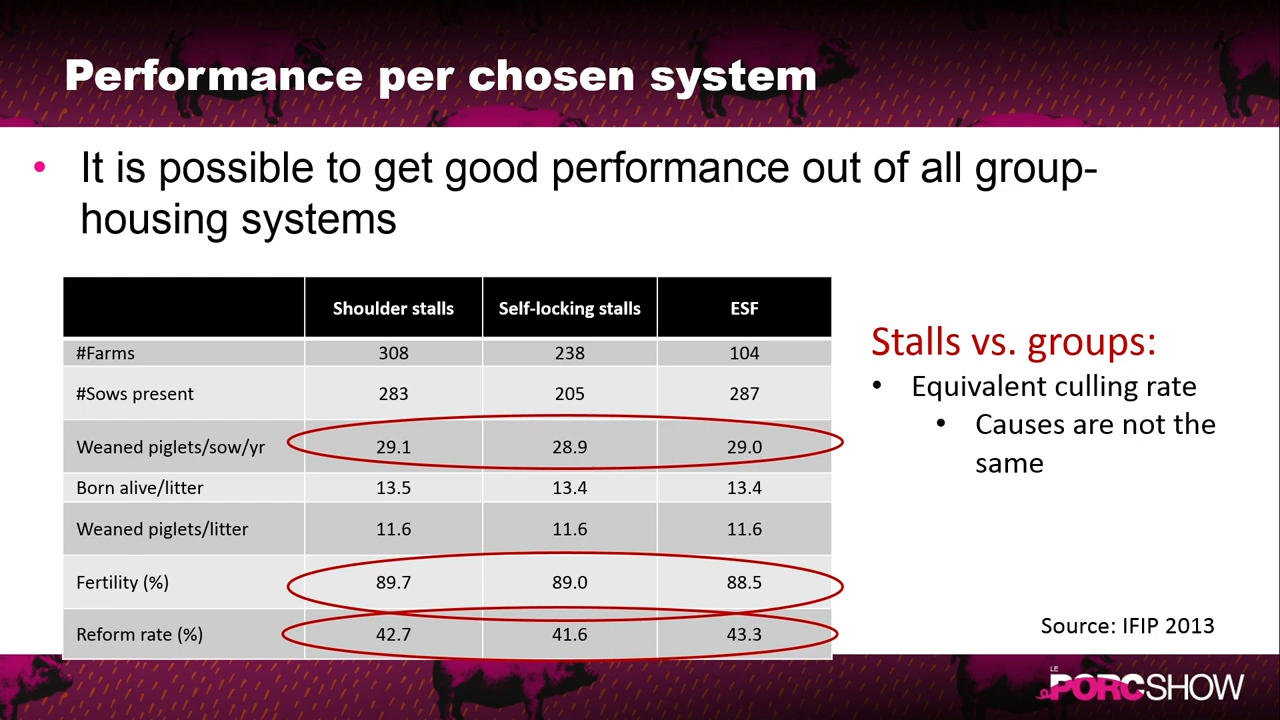 Performance per chosen system
• It is possible to get good performance out of all group-
housing systems
Shoulder stalls Self-locking stalls ESF
#Farms 308 238 104
#Sows present 283 205 287
Weaned piglets/sow/yr 29.1 28.9 29.0
Born alive/litter 13.5 13.4 13.4
Weaned piglets/litter 11.6 11.6 11.6
Fertility (%) 89.7 89.0 88.5
Reform rate (%) 42.7 41.6 43.3
Stalls vs. groups:
• Equivalent culling rate
• Causes are not the
same
Source: IFIP 2013
LE
PORCSHOW